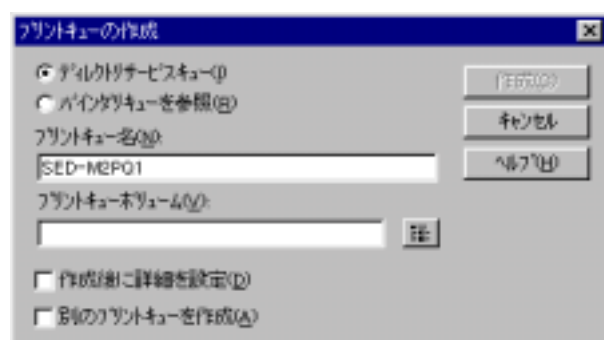 プリントキューの作成
ディレクトリサービスキュー(I)
バインダリキューを参照(R)
作成(C)
キャンセル
プリントキュー名(N):
SED-M2PQ1
ヘルプ(H)
プリントキューボリューム(V):
作成後に詳細を設定(D)
別のプリントキューを作成(A)